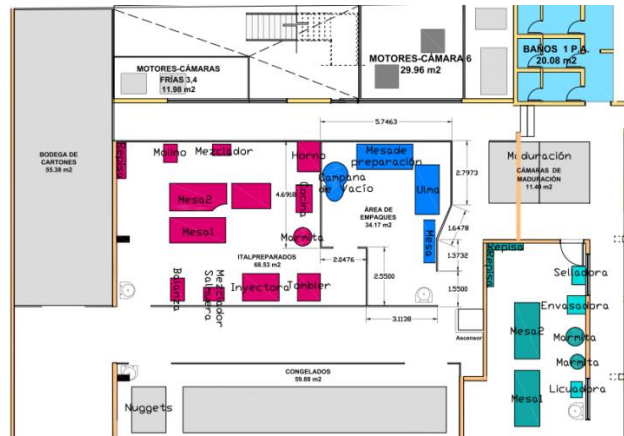 MOTORES-CÁMARAS
FRÍAS 3,4
11.98 m2
MOTORES-CÁMARA 6
29.96 m2
BAÑOS 1 P.A.
20.08 m2
BODEGA DE
CARTONES
55.38 m2
Repisa
Molino
Mezclador
Horno
Mesa de
preparación
5.7463
2.7973
Campana
de Vacío
Ulma
Maduración
CÁMARAS DE
MADURACIÓN
11.40 m2
Mesa2
4.6918
Cocina
ÁREA DE
EMPAQUES
34.17 m2
Mesa1
Marmita
Mesa
1.6478
ITALPREPARADOS
68.53 m2
2.0476
1.3732
Repisa
Repisa
Selladora
Balanza
Mezclador
Salmuera
Inyectora
Tombler
2.5500
1.5500
3.1138
Envasadora
Mesa2
Marmita
Ascensor
Marmita
CONGELADOS
59.88 m2
Nuggets
Mesa1
Licuadora